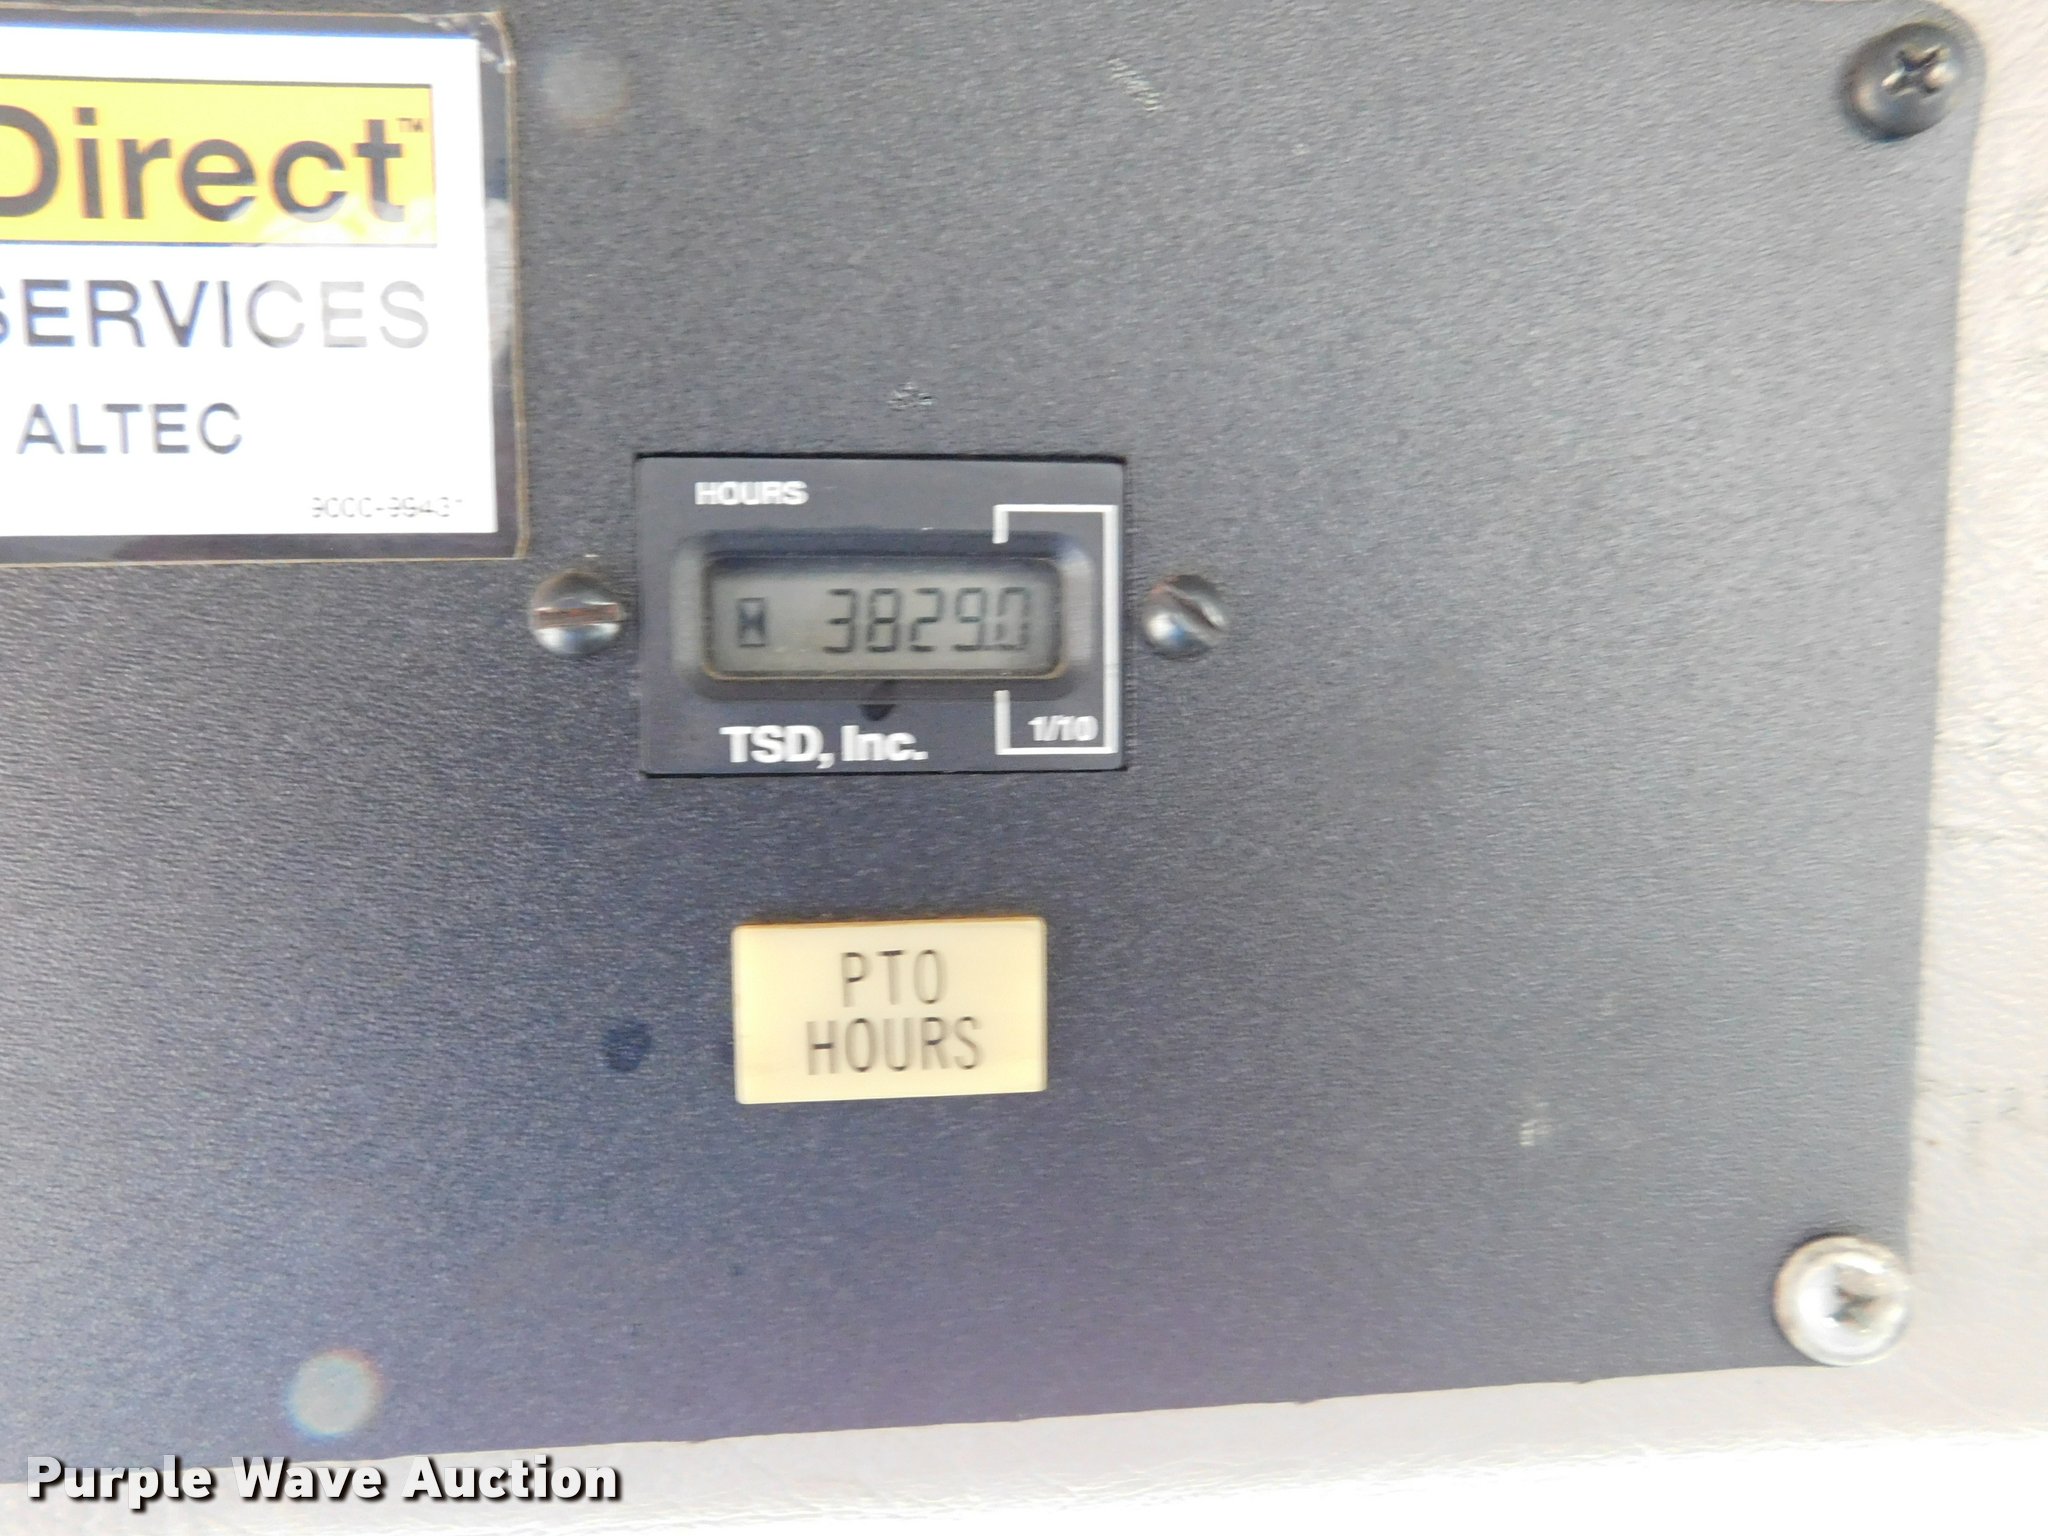 Direct™
SERVICES
ALTEC
HOURS
3829.0
1/10
TSD, Inc.
PTO
HOURS
Purple Wave Auction